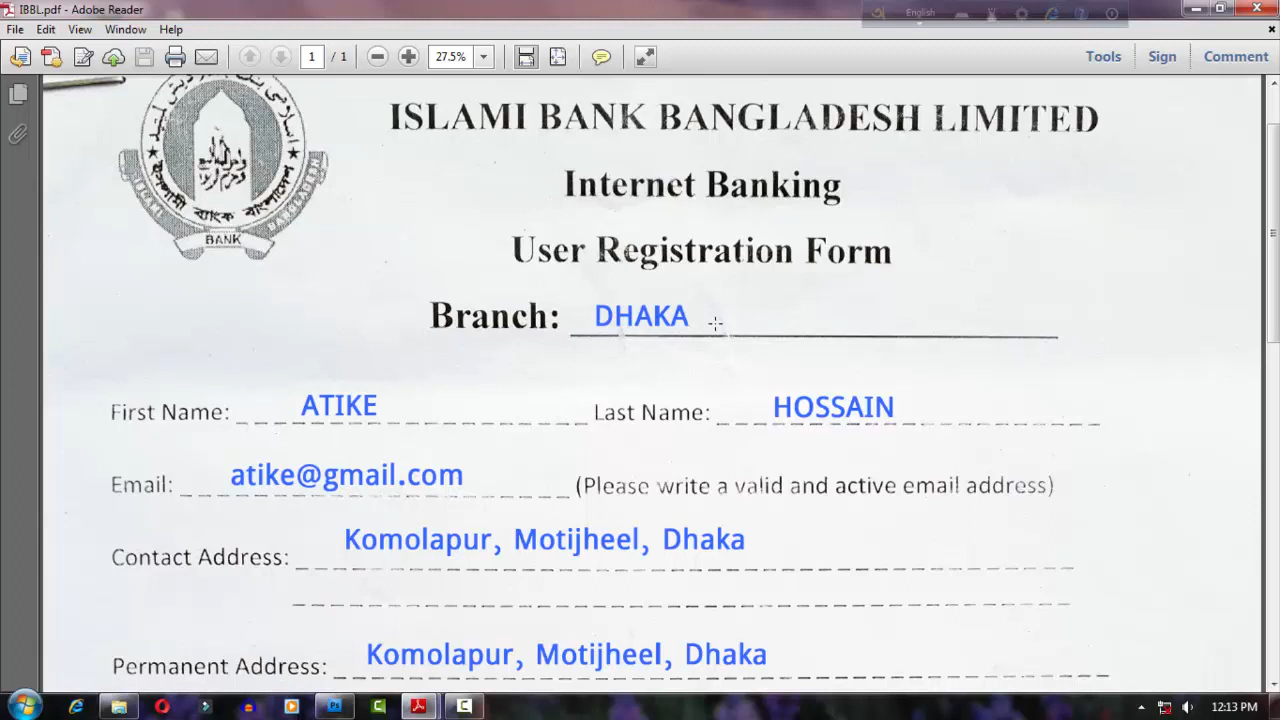 IBBL.pdf - Adobe Reader
English
File Edit View Window Help
1 / 1 27.5% Tools Sign Comment
ISLAMI BANK BANGLADESH LIMITED
Internet Banking
User Registration Form
ইসলামী ব্যাংক বাংলাদেশ
BANK
Branch: DHAKA
First Name: ATIKE Last Name: HOSSAIN
Email: atike@gmail.com (Please write a valid and active email address)
Contact Address: Komolapur, Motijheel, Dhaka
Permanent Address: Komolapur, Motijheel, Dhaka
12:13 PM